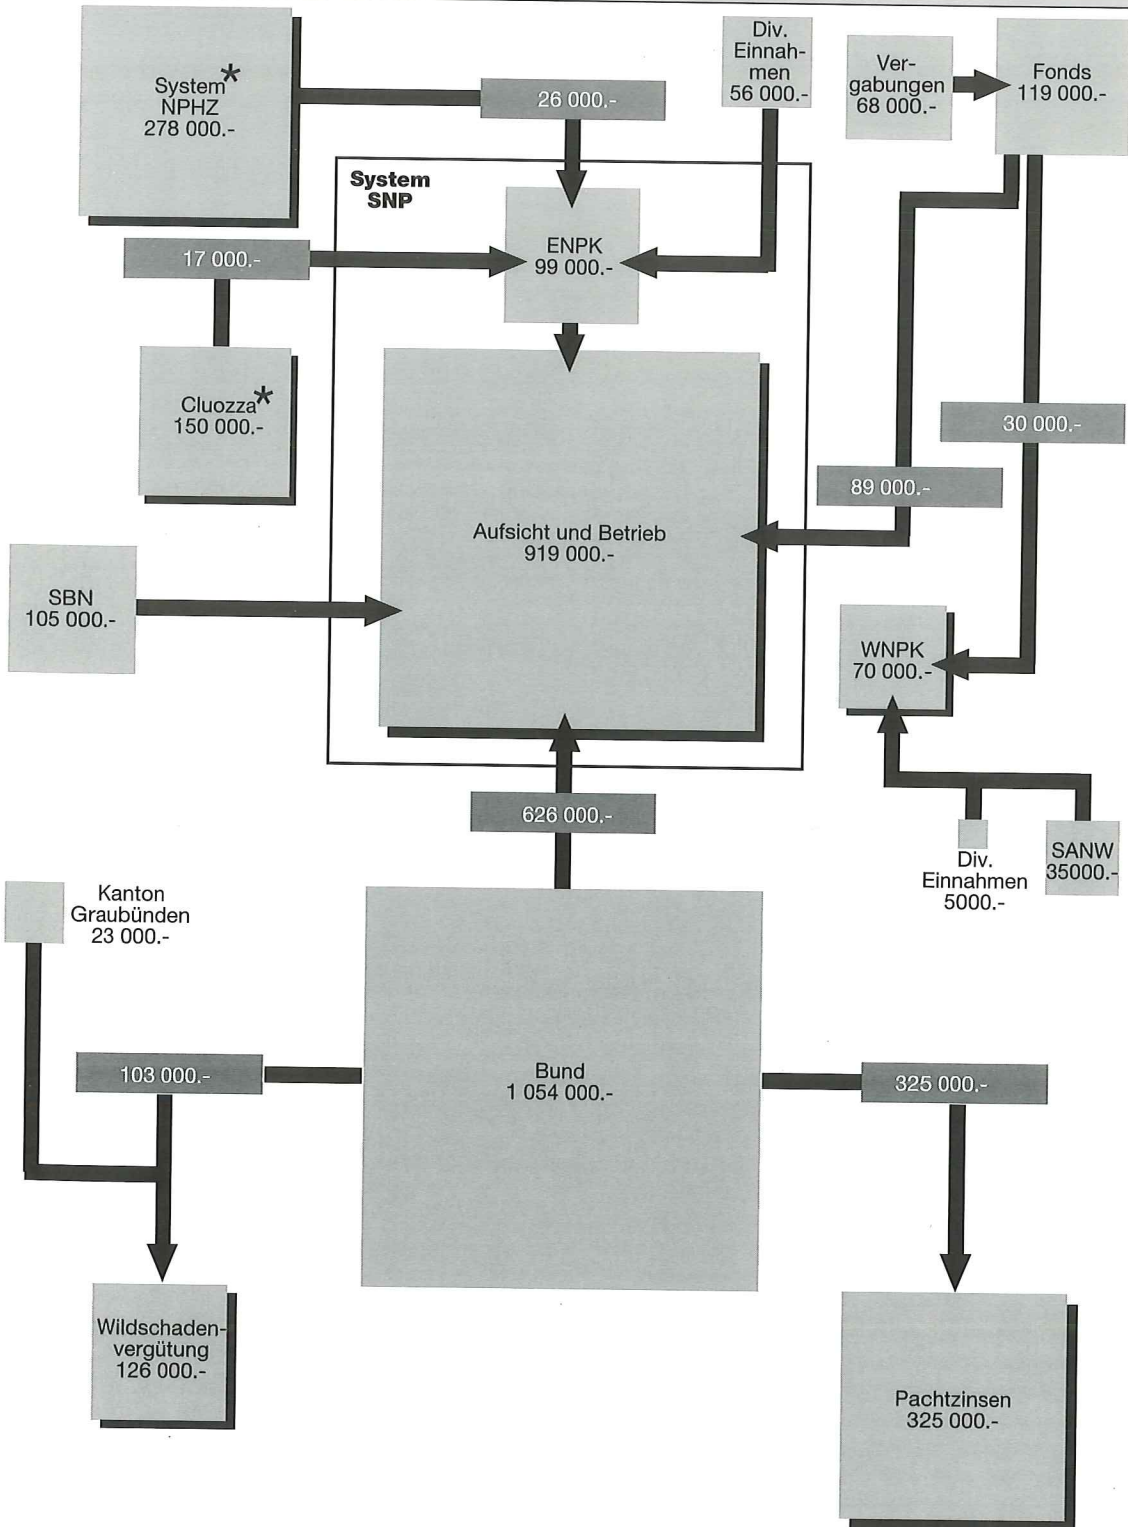 System*
NPHZ
278 000.-
26 000.-
Div.
Einnah-
men
56 000.-
Ver-
gabungen
68 000.-
Fonds
119 000.-
System
SNP
ENPK
99 000.-
17 000.-
Cluozza*
150 000.-
30 000.-
89 000.-
Aufsicht und Betrieb
919 000.-
SBN
105 000.-
WNPK
70 000.-
626 000.-
Div.
Einnahmen
5000.-
SANW
35000.-
Kanton
Graubünden
23 000.-
103 000.-
Bund
1 054 000.-
325 000.-
Wildschaden-
vergütung
126 000.-
Pachtzinsen
325 000.-